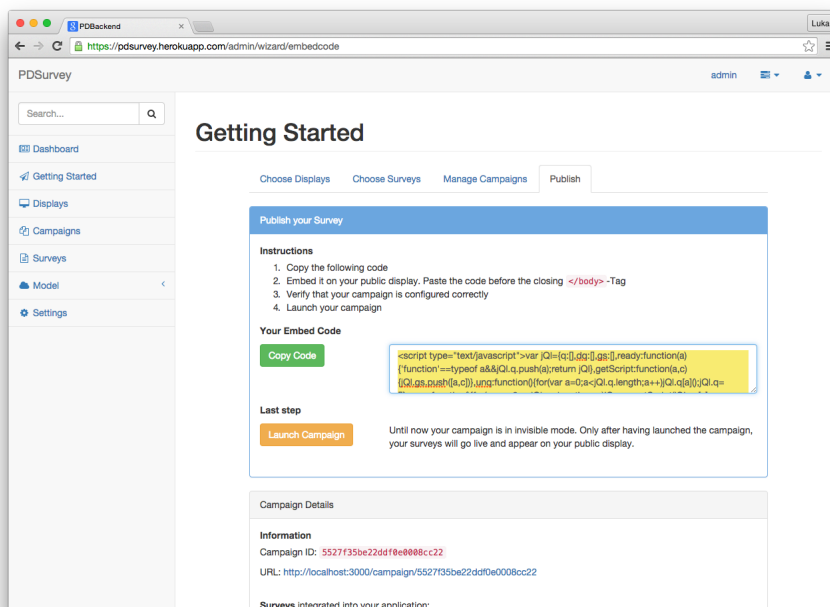 PDBackend
Luka
https://pdsurvey.herokuapp.com/admin/wizard/embedcode
PDSurvey
admin
Search...
Dashboard
Getting Started
Displays
Campaigns
Surveys
Model
Settings
Getting Started
Choose Displays Choose Surveys Manage Campaigns Publish
Publish your Survey
Instructions
1. Copy the following code
2. Embed it on your public display. Paste the code before the closing </body> -Tag
3. Verify that your campaign is configured correctly
4. Launch your campaign
Your Embed Code
Copy Code
<script type="text/javascript">var jQl={q:[],dq:[],gs:[],ready:function(a)
{'function'==typeof a&&jQl.q.push(a);return jQl},getScript:function(a,c)
{jQl.gs.push([a,c])},unq:function(){for(var a=0;a<jQl.q.length;a++)jQl.q[a]();jQl.q=
Last step
Launch Campaign
Until now your campaign is in invisible mode. Only after having launched the campaign,
your surveys will go live and appear on your public display.
Campaign Details
Information
Campaign ID: 5527f35be22ddf0e0008cc22
URL: http://localhost:3000/campaign/5527f35be22ddf0e0008cc22
Surveys integrated into your application: